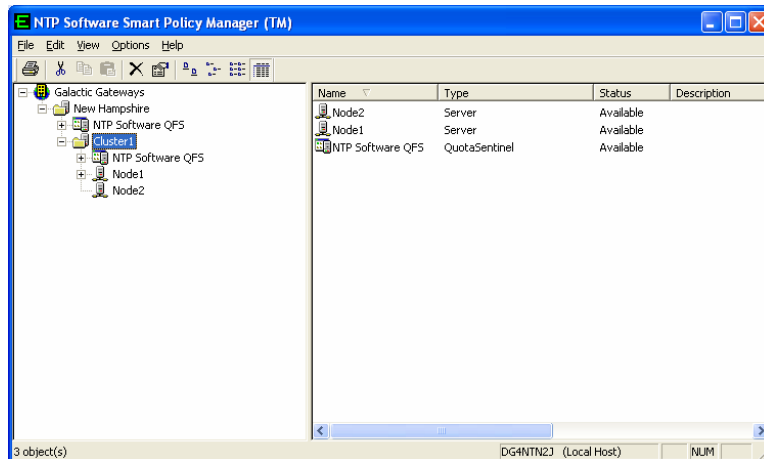 NTP Software Smart Policy Manager (TM)
File Edit View Options Help
Galactic Gateways
New Hampshire
NTP Software QFS
Cluster1
NTP Software QFS
Node1
Node2
Name Type Status Description
Node2 Server Available
Node1 Server Available
NTP Software QFS QuotaSentinel Available
3 object(s) DG4NTN2J (Local Host) NUM